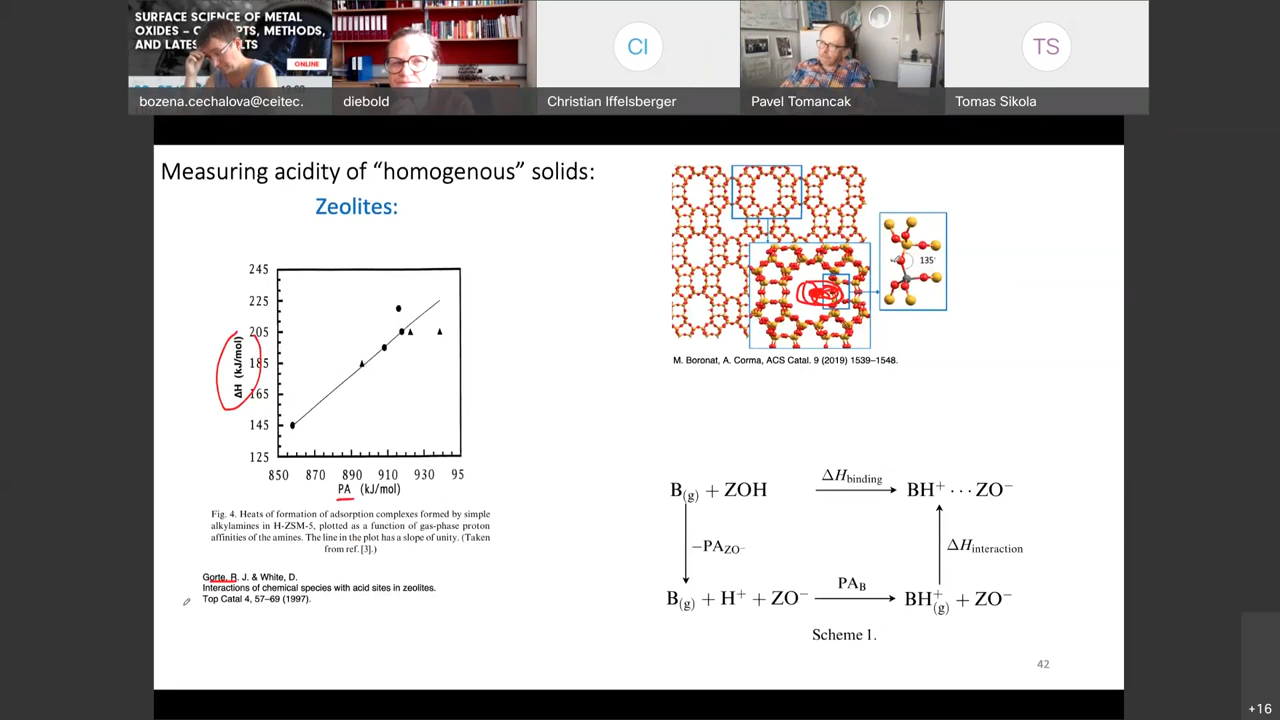 SURFACE SCIENCE OF METAL
OXIDES – METHODS,
AND
ONLINE
bozena.cechalova@ceitec.
diebold
CI
Christian Iffelsberger
Pavel Tomancak
TS
Tomas Sikola
Measuring acidity of “homogenous” solids:
Zeolites:
245
225
205
185
165
145
125
ΔH (kJ/mol)
850 870 890 910 930 95
PA (kJ/mol)
Fig. 4. Heats of formation of adsorption complexes formed by simple
alkylamines in H-ZSM-5, plotted as a function of gas-phase proton
affinities of the amines. The line in the plot has a slope of unity. (Taken
from ref. [3].)
Gorte, R. J. & White, D.
Interactions of chemical species with acid sites in zeolites.
Top Catal 4, 57–69 (1997).
135°
M. Boronat, A. Corma, ACS Catal. 9 (2019) 1539–1548.
B(g) + ZOH ΔHbinding BH⁺ ··· ZO⁻
−PA ZO⁻ ΔHinteraction
B(g) + H⁺ + ZO⁻ PA B BH⁺(g) + ZO⁻
Scheme 1.
42
+16